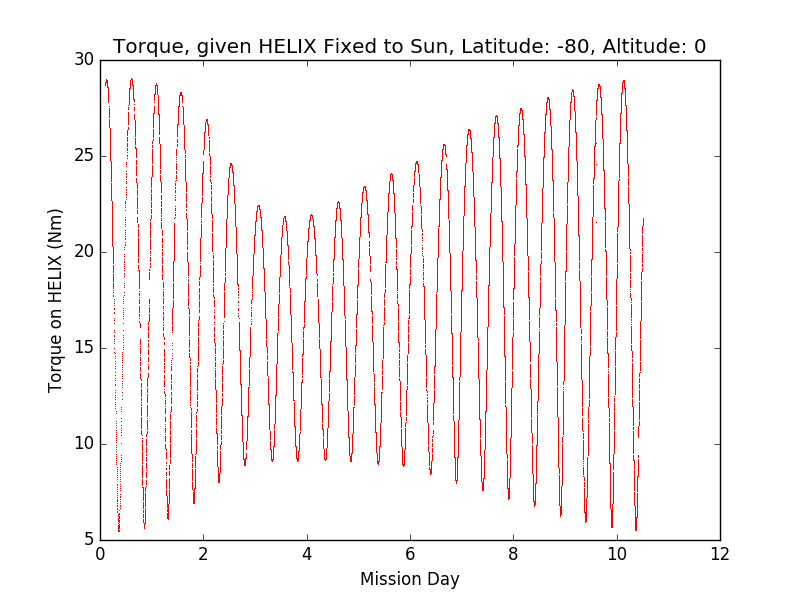 Torque, given HELIX Fixed to Sun, Latitude: -80, Altitude: 0
30
25
20
15
10
5
Torque on HELIX (Nm)
0 2 4 6 8 10 12
Mission Day